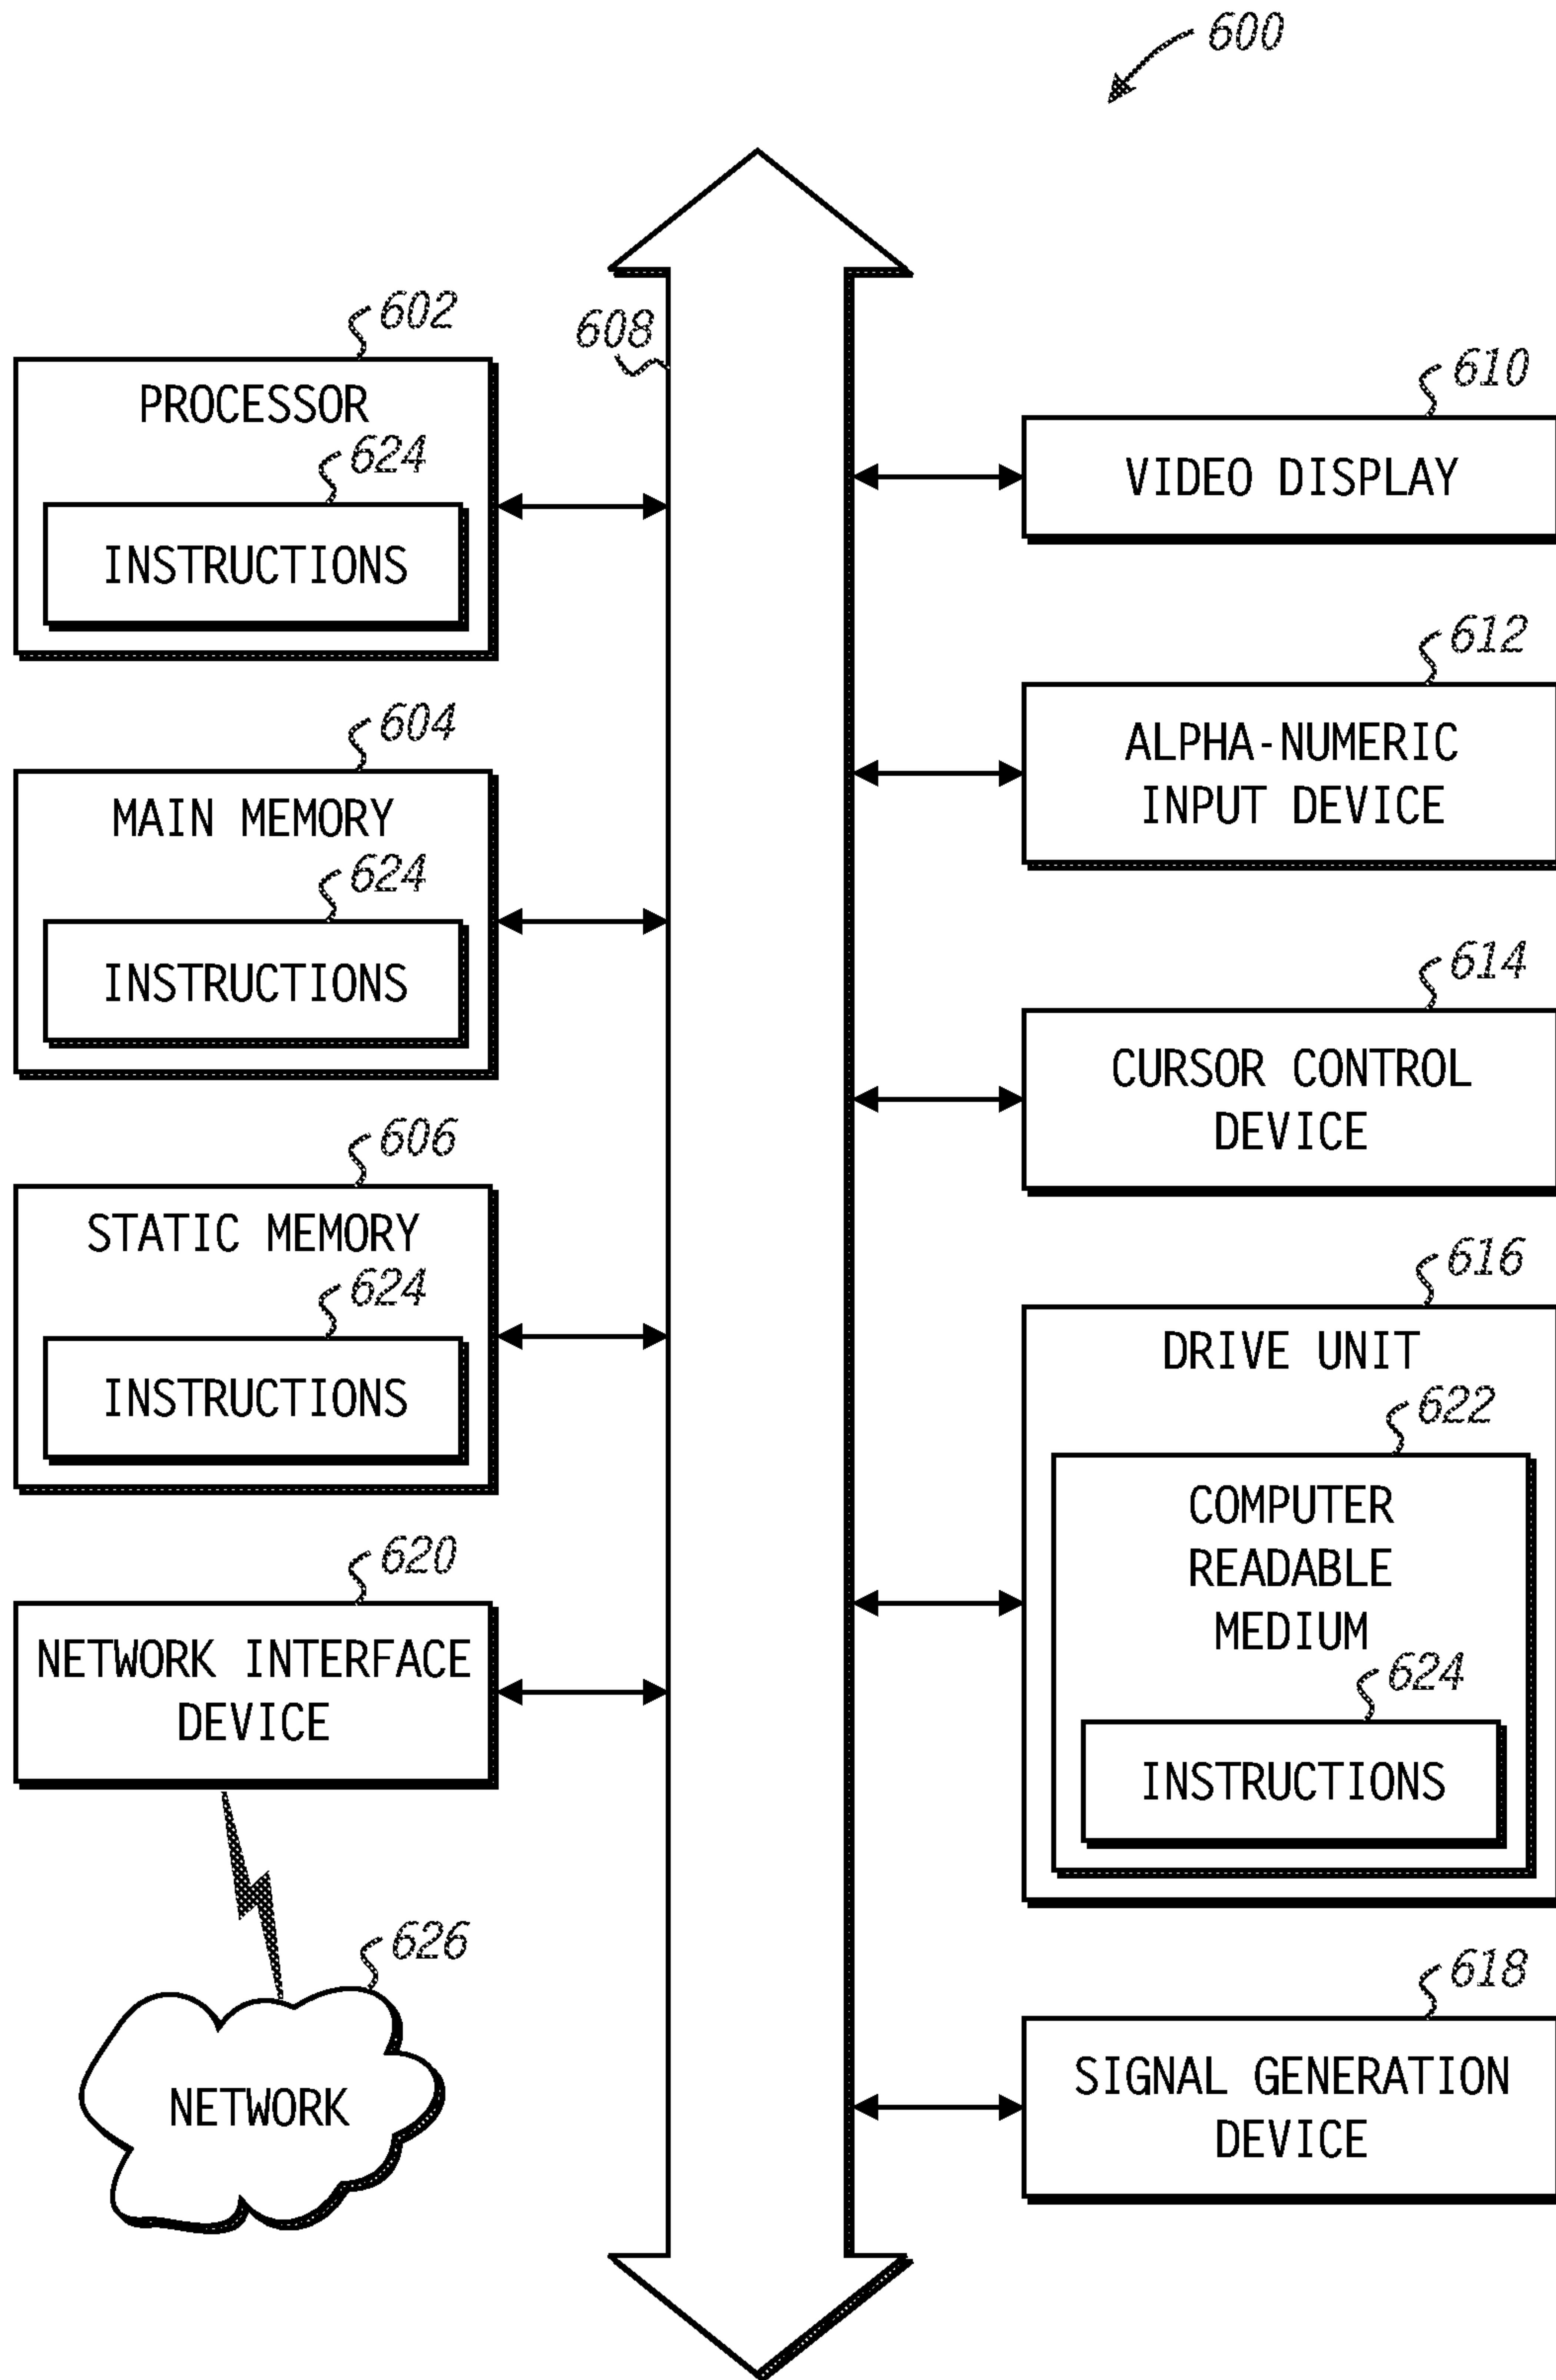 600
602
PROCESSOR
624
INSTRUCTIONS
604
MAIN MEMORY
624
INSTRUCTIONS
606
STATIC MEMORY
624
INSTRUCTIONS
620
NETWORK INTERFACE
DEVICE
626
NETWORK
608
610
VIDEO DISPLAY
612
ALPHA-NUMERIC
INPUT DEVICE
614
CURSOR CONTROL
DEVICE
616
DRIVE UNIT
622
COMPUTER
READABLE
MEDIUM
624
INSTRUCTIONS
618
SIGNAL GENERATION
DEVICE